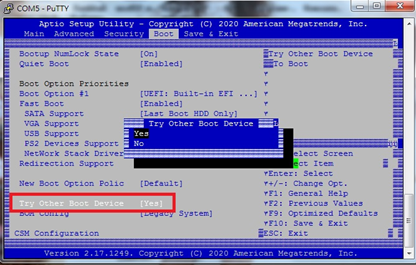 COM5 - PuTTY
Aptio Setup Utility - Copyright (C) 2020 American Megatrends, Inc.
Main Advanced Security Boot Save & Exit
Bootup NumLock State [On] Try Other Boot Device
Quiet Boot [Enabled] To Boot
Boot Option Priorities
Boot Option #1 [UEFI: Built-in EFI ...]
Fast Boot [Enabled]
SATA Support [Last Boot HDD Only]
VGA Support Try Other Boot Device
USB Support Yes
PS2 Devices Support No
NetWork Stack Driver elect Screen
Redirection Support ect Item
Enter: Select
New Boot Option Polic [Default] +/-: Change Opt.
F1: General Help
Try Other Boot Device [Yes] F2: Previous Values
BOM Config [Legacy System] F9: Optimized Defaults
F10: Save & Exit
CSM Configuration ESC: Exit
Version 2.17.1249. Copyright (C) 2020 American Megatrends, Inc.